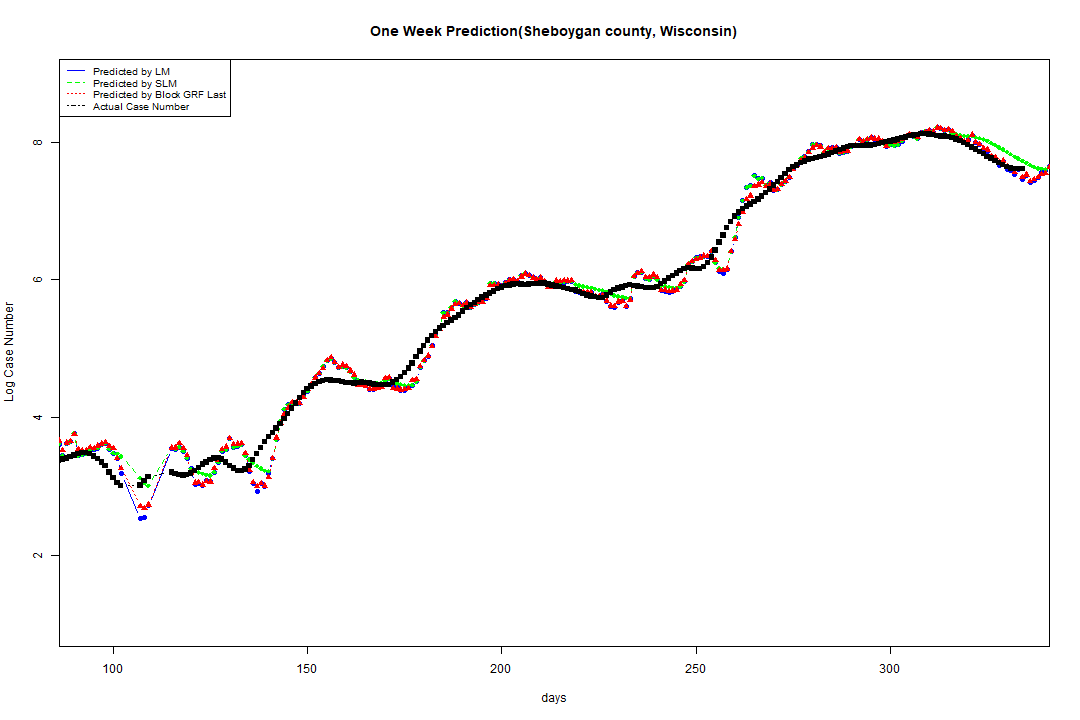 One Week Prediction(Sheboygan county, Wisconsin)
Predicted by LM
Predicted by SLM
Predicted by Block GRF Last
Actual Case Number
8
6
4
2
Log Case Number
100 150 200 250 300
days